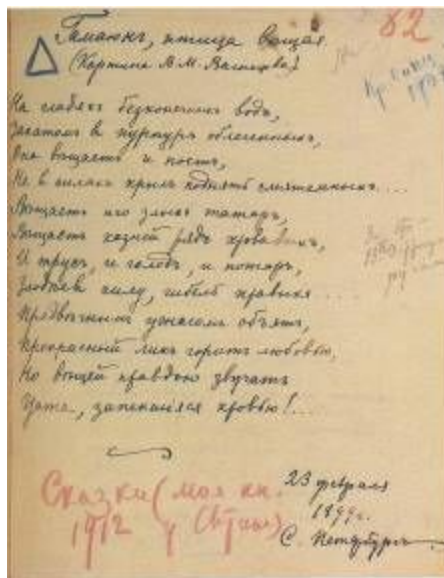 82
Гамаюнъ, птица вѣщая
(Картина В. М. Васнецова)
На гладяхъ безконечныхъ водъ,
Закатомъ в пурпуръ облеченныхъ,
Она вѣщаетъ и поетъ,
Не в силахъ крылъ поднять смятенныхъ....
Вѣщаетъ иго злыхъ татаръ,
Вѣщаетъ казней рядъ кровавыхъ,
И трусъ, и голодъ, и пожаръ,
Злодѣевъ силу, гибель правыхъ...
Предвѣчнымъ ужасомъ объятъ,
Прекрасный ликъ горитъ любовью,
Но вѣщей правдою звучатъ
Уста, запекшіяся кровью!...
23 февраля
1899 г.
С. Петербургъ
Сказки (моя кн.
1912 у Сытина)